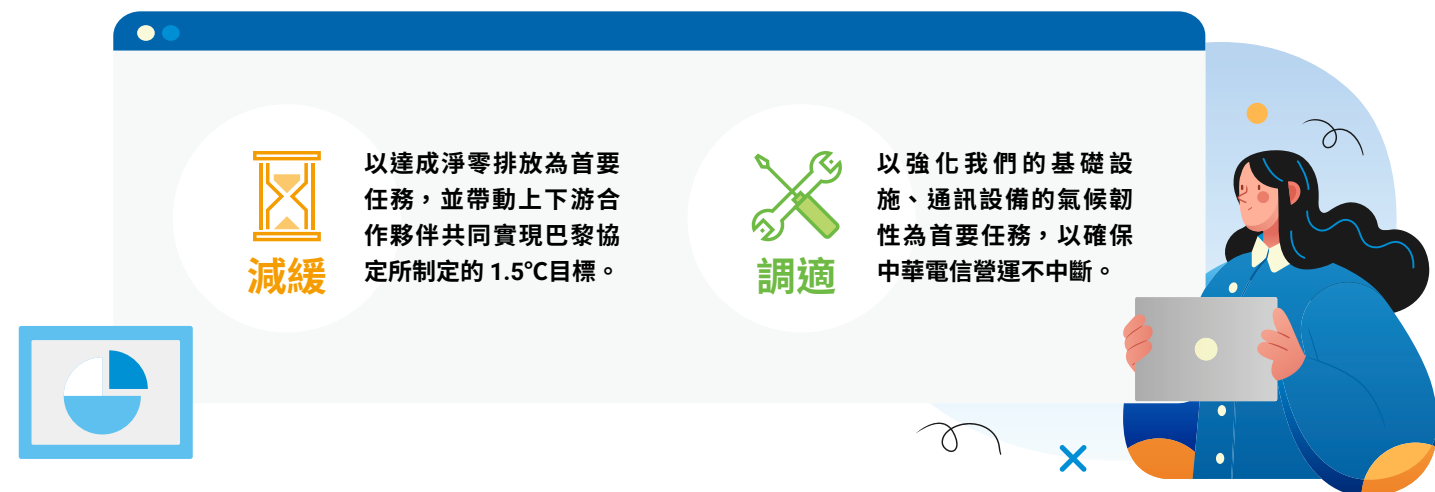 以達成淨零排放為首要
任務，並帶動上下游合
作夥伴共同實現巴黎協
定所制定的 1.5℃目標。
減緩
以強化我們的基礎設
施、通訊設備的氣候韌
性為首要任務，以確保
中華電信營運不中斷。
調適